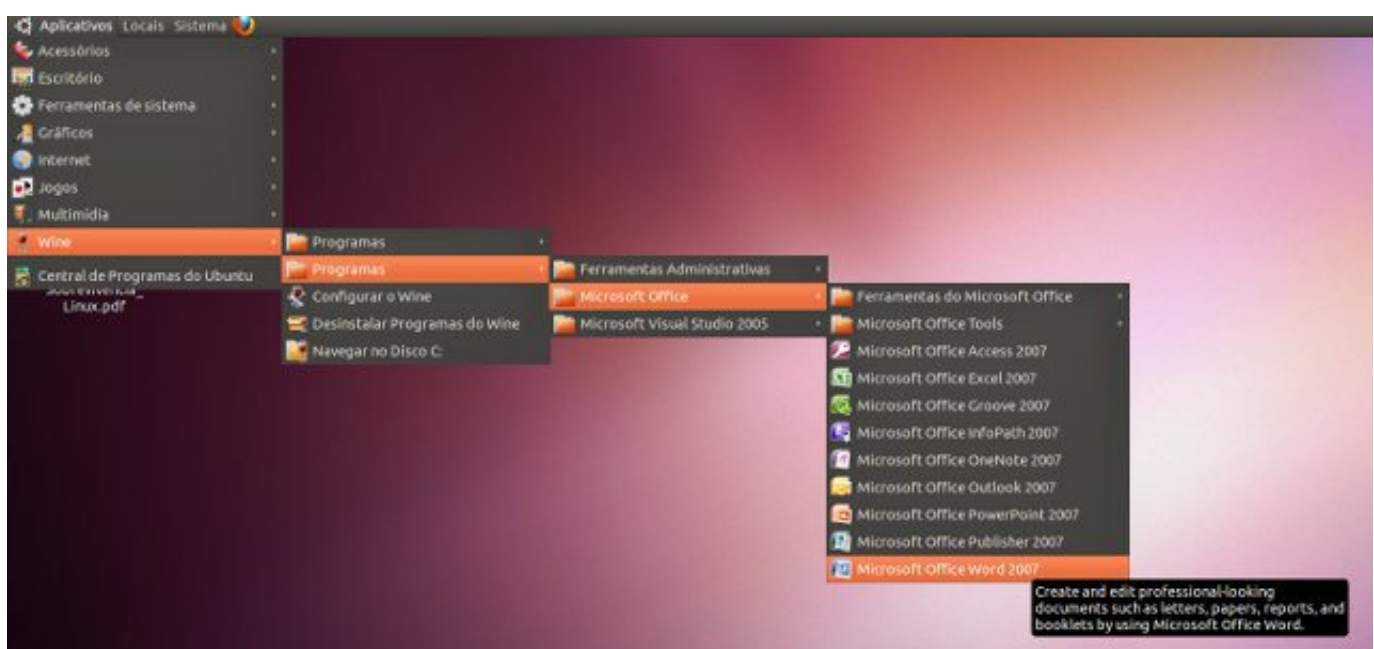 Aplicativos Locais Sistema
Acessórios
Escritório
Ferramentas de sistema
Gráficos
Internet
Jogos
Multimídia
Wine
Central de Programas do Ubuntu
Linux.pdf
Programas
Programas
Configurar o Wine
Desinstalar Programas do Wine
Navegar no Disco C:
Ferramentas Administrativas
Microsoft Office
Microsoft Visual Studio 2005
Ferramentas do Microsoft Office
Microsoft Office Tools
Microsoft Office Access 2007
Microsoft Office Excel 2007
Microsoft Office Groove 2007
Microsoft Office InfoPath 2007
Microsoft Office OneNote 2007
Microsoft Office Outlook 2007
Microsoft Office PowerPoint 2007
Microsoft Office Publisher 2007
Microsoft Office Word 2007
Create and edit professional-looking
documents such as letters, papers, reports, and
booklets by using Microsoft Office Word.